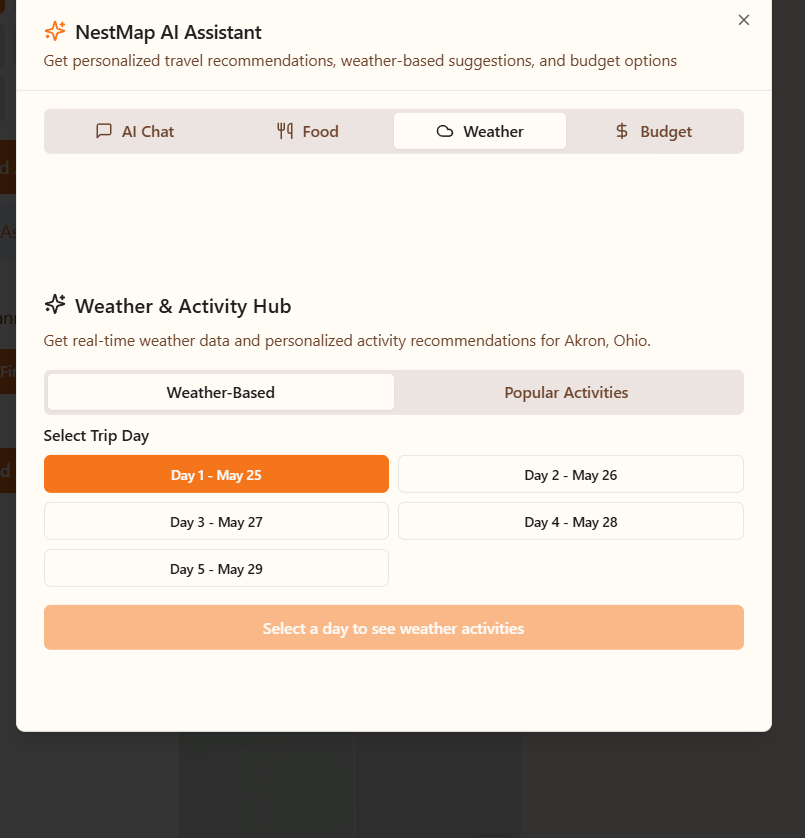 NestMap AI Assistant
Get personalized travel recommendations, weather-based suggestions, and budget options
AI Chat
Food
Weather
Budget
Weather & Activity Hub
Get real-time weather data and personalized activity recommendations for Akron, Ohio.
Weather-Based
Popular Activities
Select Trip Day
Day 1 - May 25
Day 2 - May 26
Day 3 - May 27
Day 4 - May 28
Day 5 - May 29
Select a day to see weather activities